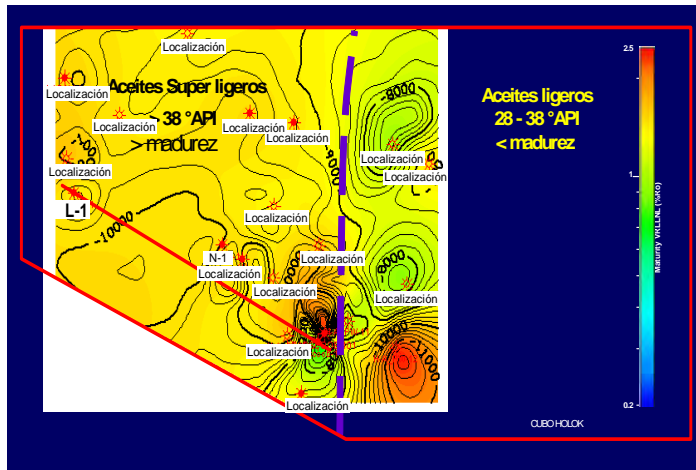 Localización
Aceites Super ligeros
> 38 °API
> madurez
Localización
Localización
Localización
Localización
Localización
L-1
-10000
Localización
N-1
Localización
Localización
Localización
Localización
Localización
-9000
-8000
Localización
Localización
-9000
Localización
-10000
-11000
Aceites ligeros
28 - 38 °API
< madurez
2.5
1
0.2
Maturity VR,LLNL (%Ro)
CUBO HOLOK